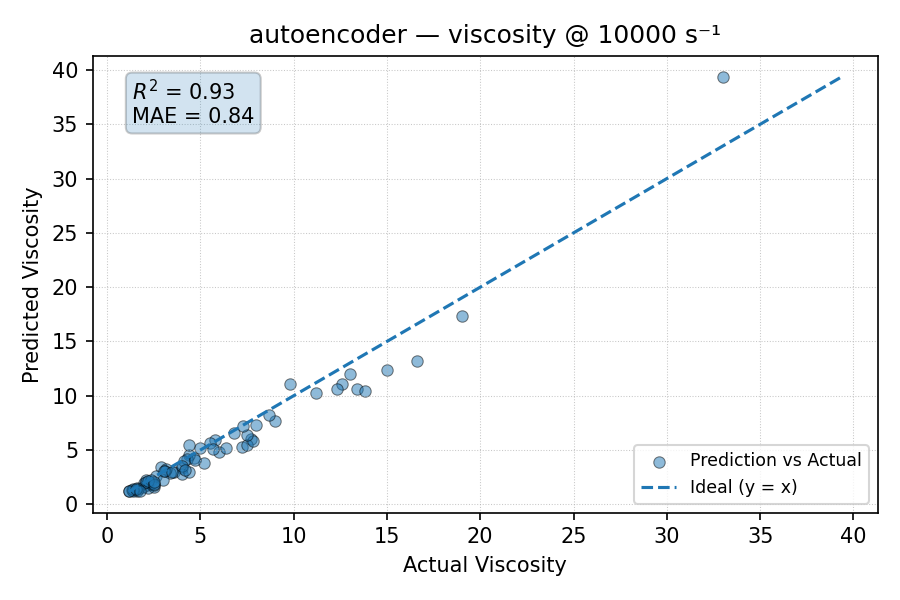 autoencoder — viscosity @ 10000 s⁻¹
R² = 0.93
MAE = 0.84
Predicted Viscosity
40
35
30
25
20
15
10
5
0
Prediction vs Actual
Ideal (y = x)
0 5 10 15 20 25 30 35 40
Actual Viscosity